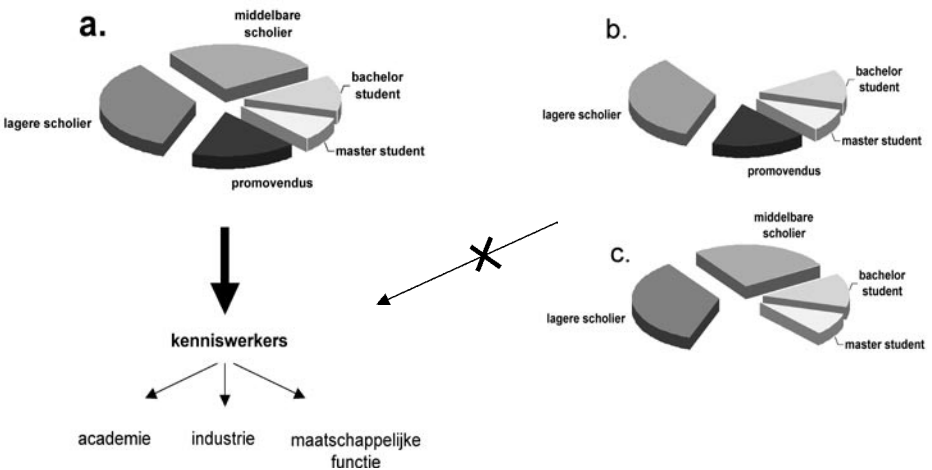 a.
middelbare
scholier
bachelor
student
lagere scholier
master student
promovendus
kenniswerkers
academie
industrie
maatschappelijke
functie
b.
bachelor
student
lagere scholier
master student
promovendus
c.
middelbare
scholier
bachelor
student
lagere scholier
master student